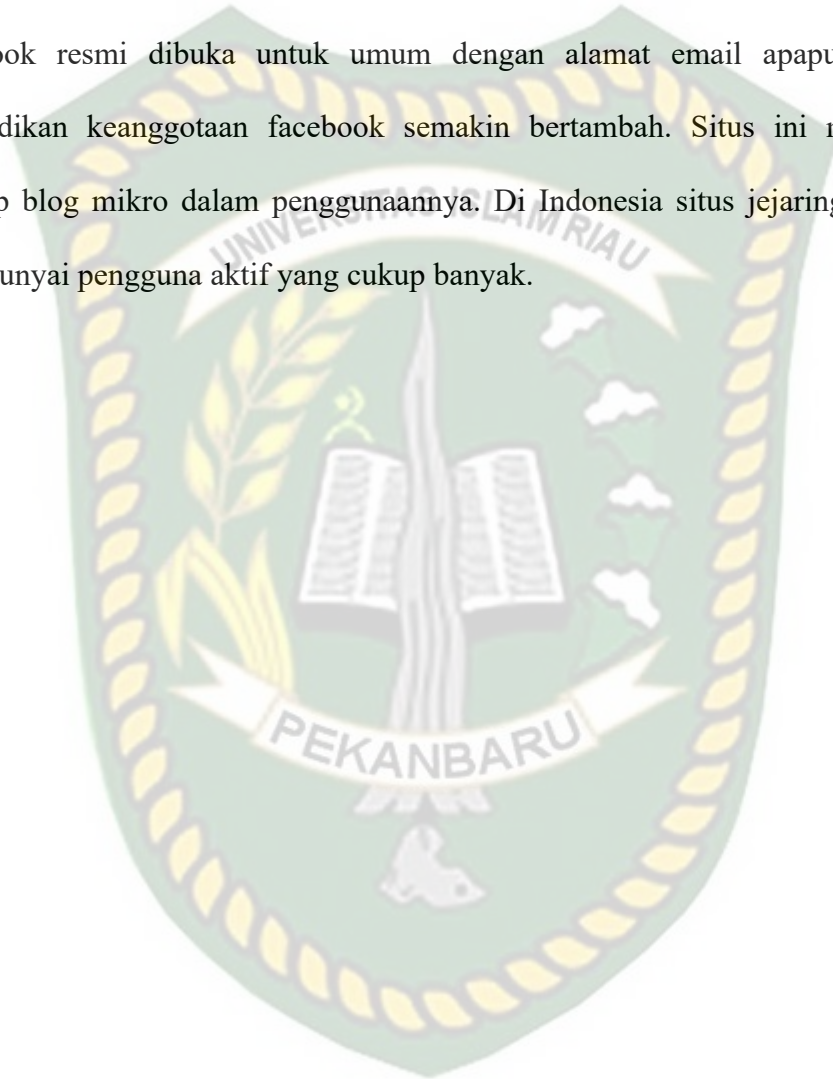 ook resmi dibuka untuk umum dengan alamat email apapu
dikan keanggotaan facebook semakin bertambah. Situs ini
p blog mikro dalam penggunaannya. Di Indonesia situs jejaring
unyai pengguna aktif yang cukup banyak.
UNIVERSITAS ISLAM RIAU
PEKANBARU